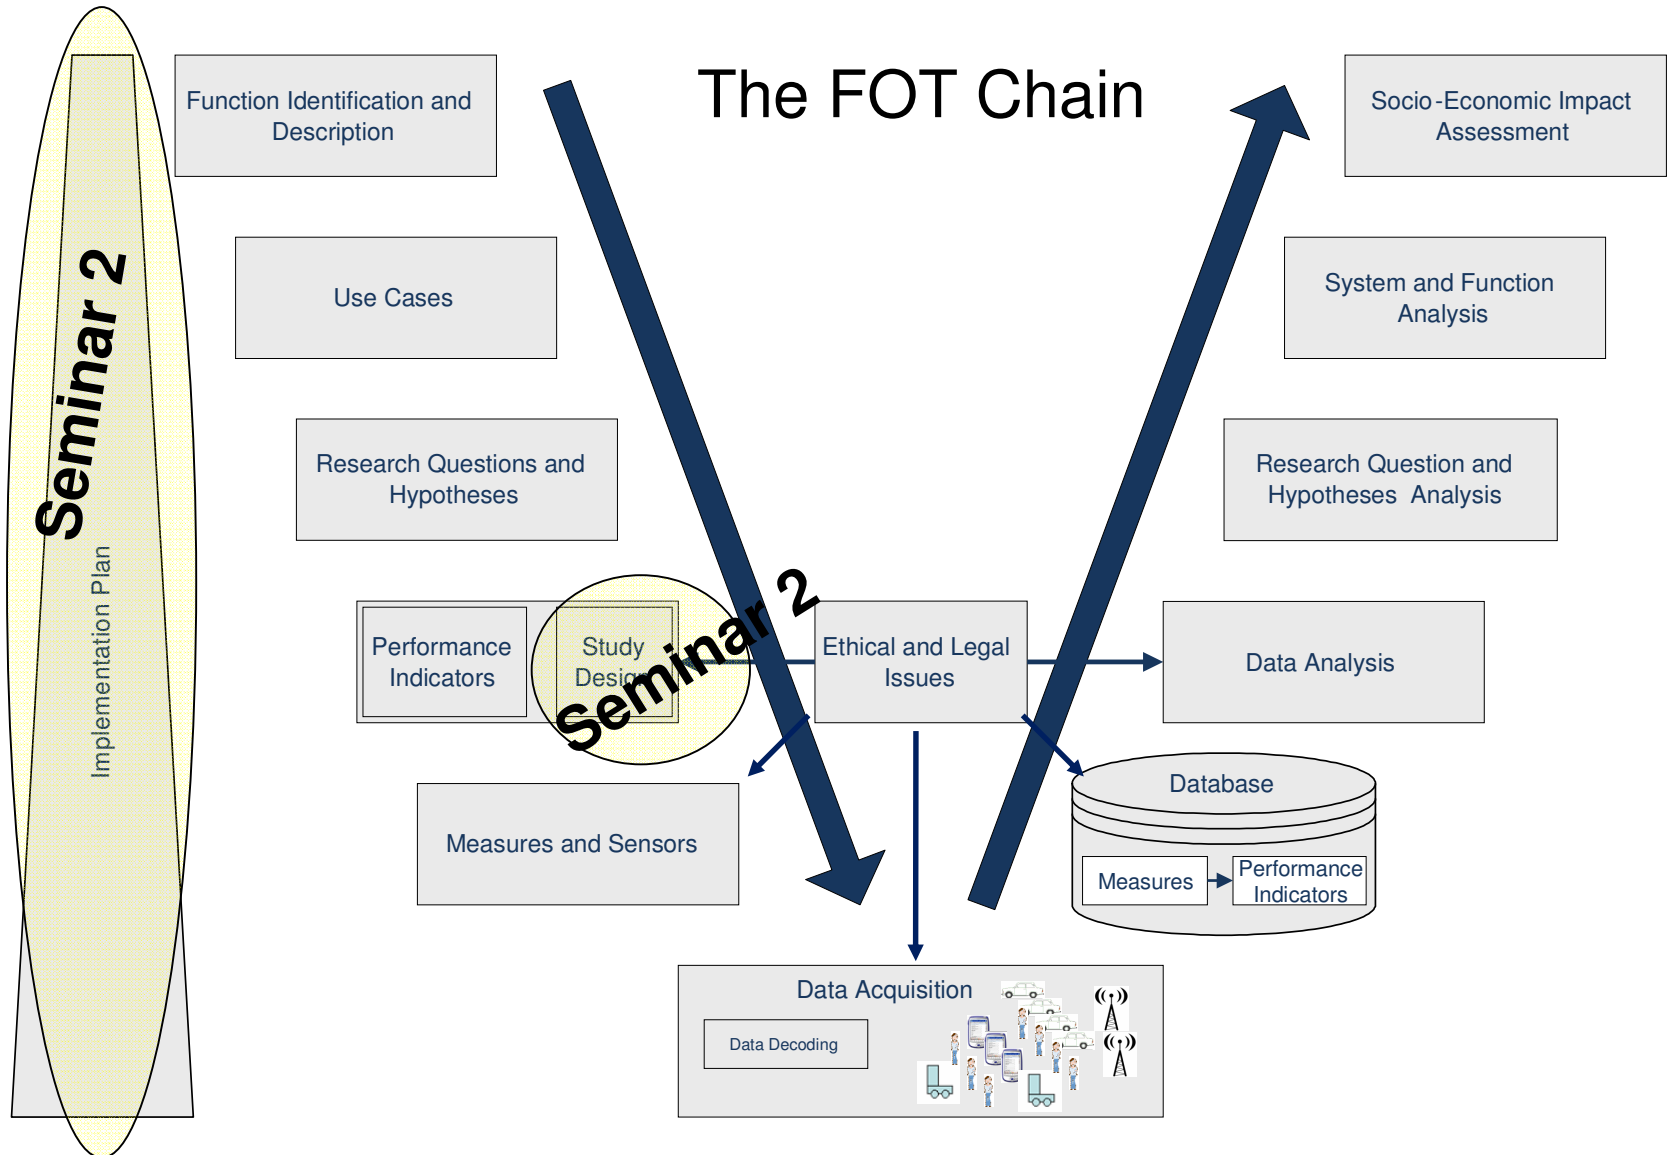 The FOT Chain
Function Identification and
Description
Socio-Economic Impact
Assessment
Seminar 2
Use Cases
System and Function
Analysis
Research Questions and
Hypotheses
Research Question and
Hypotheses Analysis
Implementation Plan
Performance
Indicators
Study
Design
Seminar 2
Ethical and Legal
Issues
Data Analysis
Measures and Sensors
Database
Measures
Performance
Indicators
Data Acquisition
Data Decoding